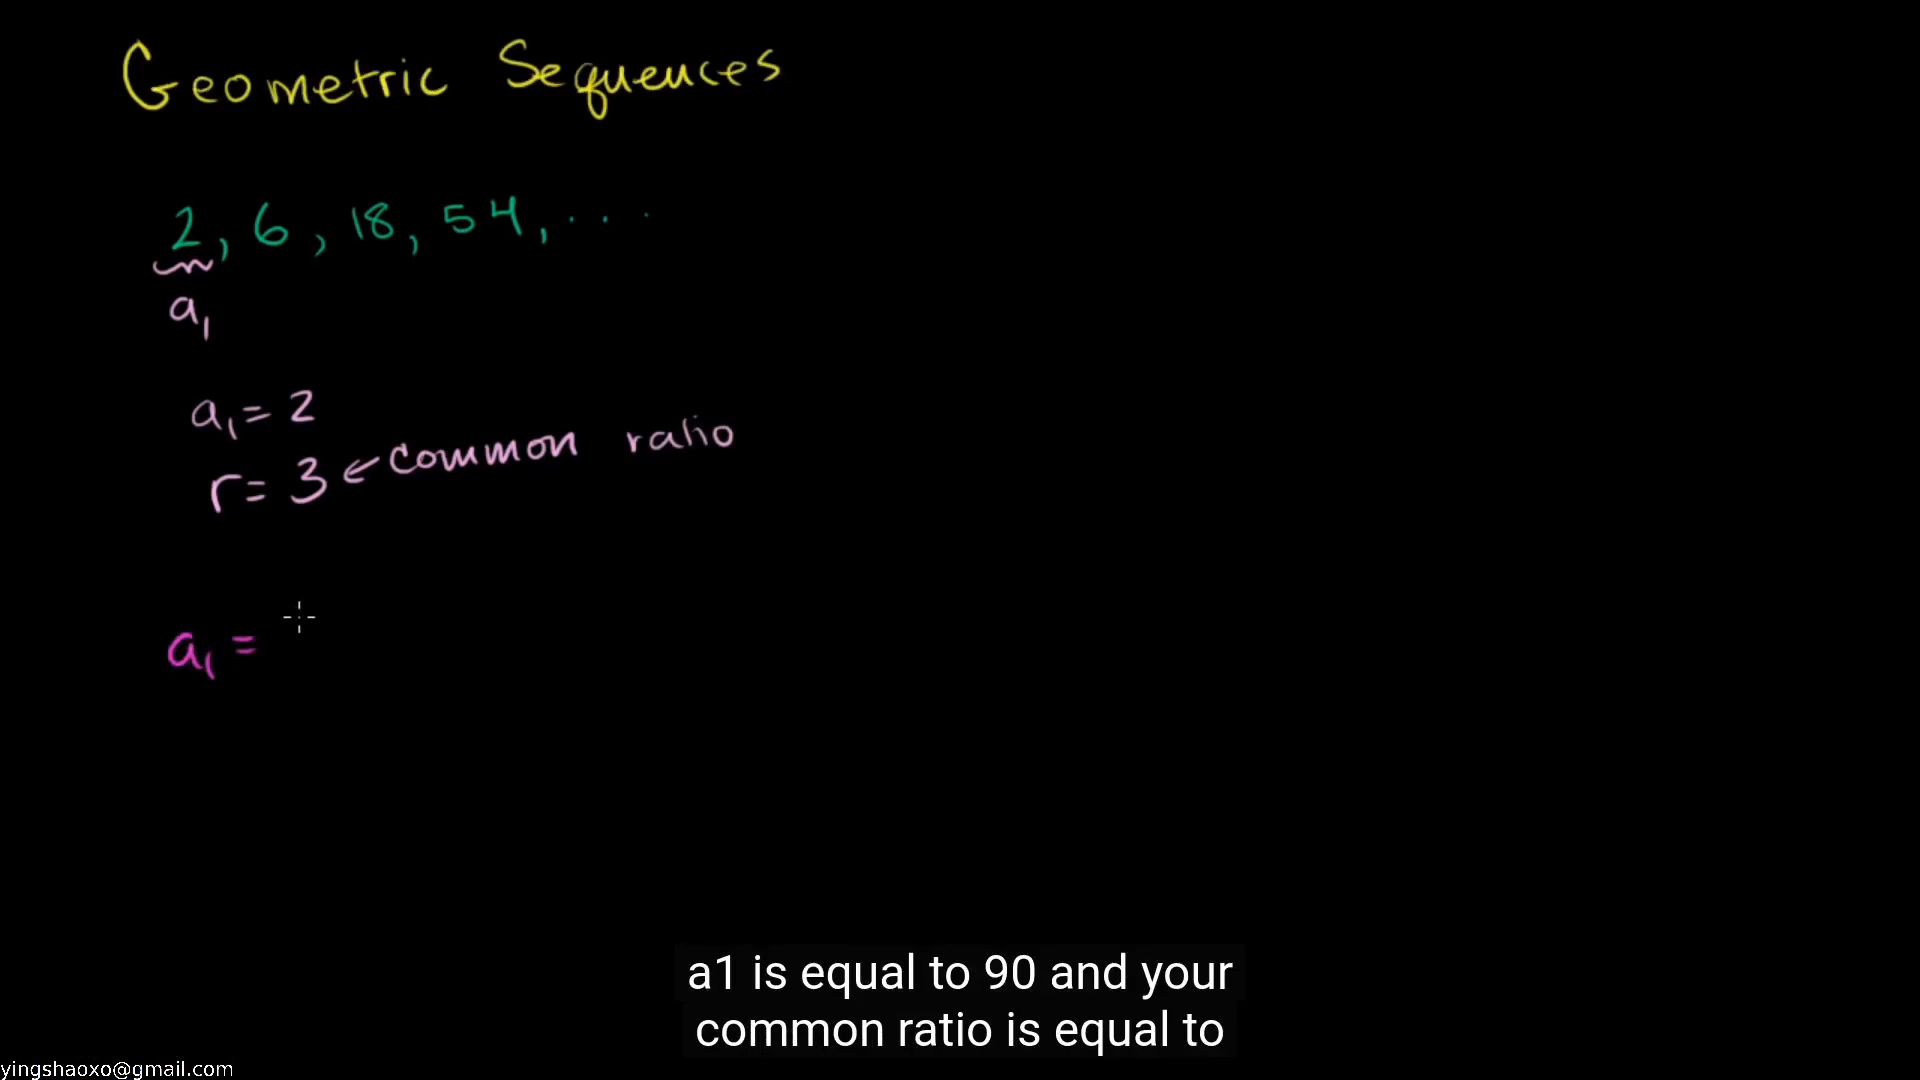 Geometric Sequences
2, 6, 18, 54, ...
a₁
a₁ = 2
r = 3 ← common ratio
a₁ =
a1 is equal to 90 and your
common ratio is equal to
yingshaoxo@gmail.com